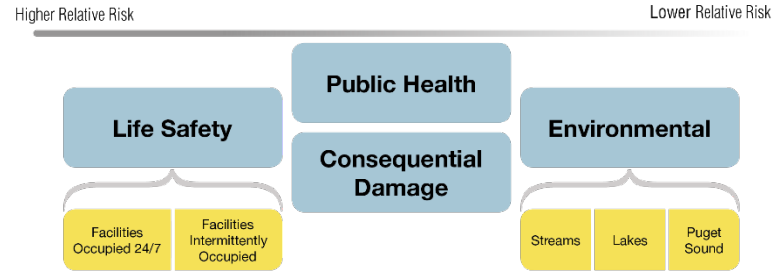 Higher Relative Risk
Lower Relative Risk
Public Health
Life Safety
Environmental
Consequential
Damage
Facilities
Occupied 24/7
Facilities
Intermittently
Occupied
Streams
Lakes
Puget
Sound